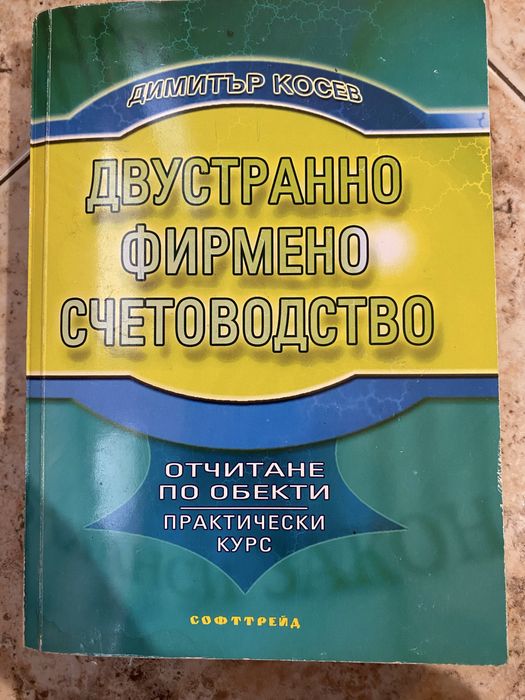 ДИМИТЪР КОСЕВ
ДВУСТРАННО
ФИРМЕНО
СЧЕТОВОДСТВО
ОТЧИТАНЕ
ПО ОБЕКТИ
ПРАКТИЧЕСКИ
КУРС
СОФТТРЕЙД